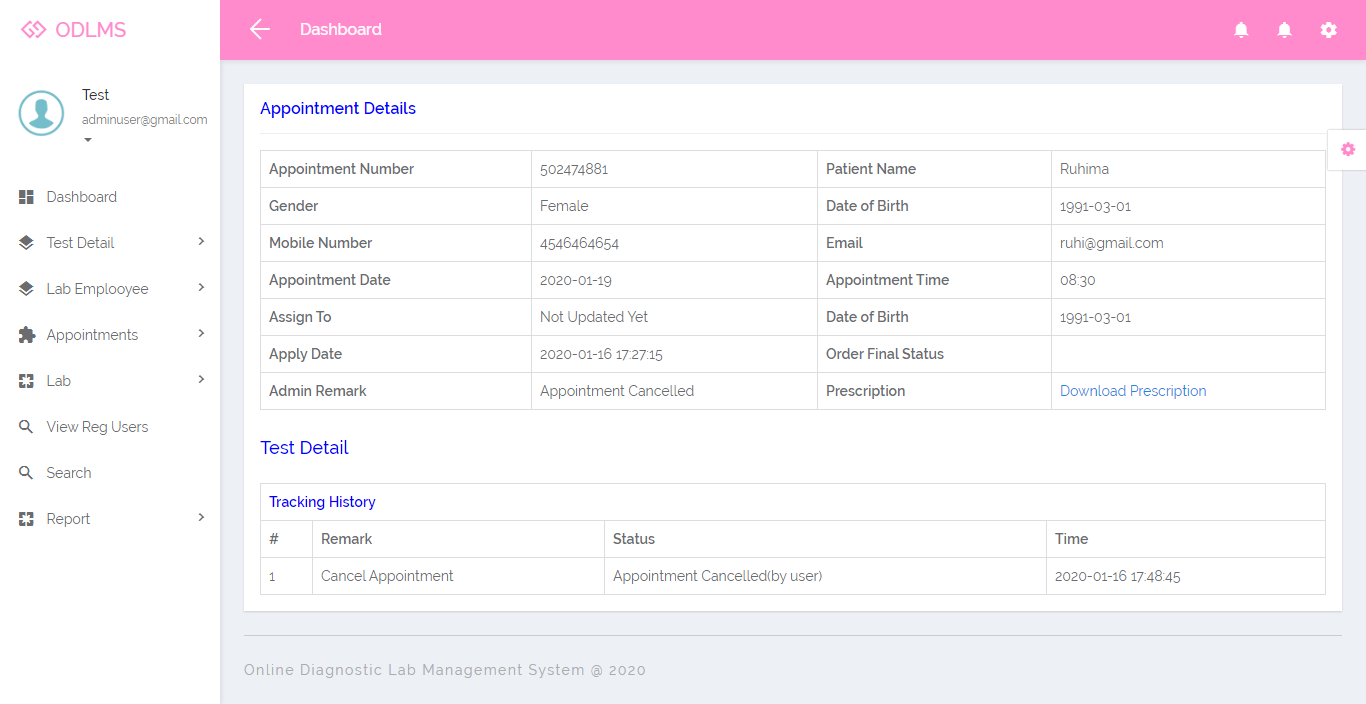 ODLMS
Dashboard
Test
adminuser@gmail.com
Dashboard
Test Detail
Lab Emplooyee
Appointments
Lab
View Reg Users
Search
Report
Appointment Details
Appointment Number 502474881 Patient Name Ruhima
Gender Female Date of Birth 1991-03-01
Mobile Number 4546464654 Email ruhi@gmail.com
Appointment Date 2020-01-19 Appointment Time 08:30
Assign To Not Updated Yet Date of Birth 1991-03-01
Apply Date 2020-01-16 17:27:15 Order Final Status
Admin Remark Appointment Cancelled Prescription Download Prescription
Test Detail
Tracking History
# Remark Status Time
1 Cancel Appointment Appointment Cancelled(by user) 2020-01-16 17:48:45
Online Diagnostic Lab Management System @ 2020